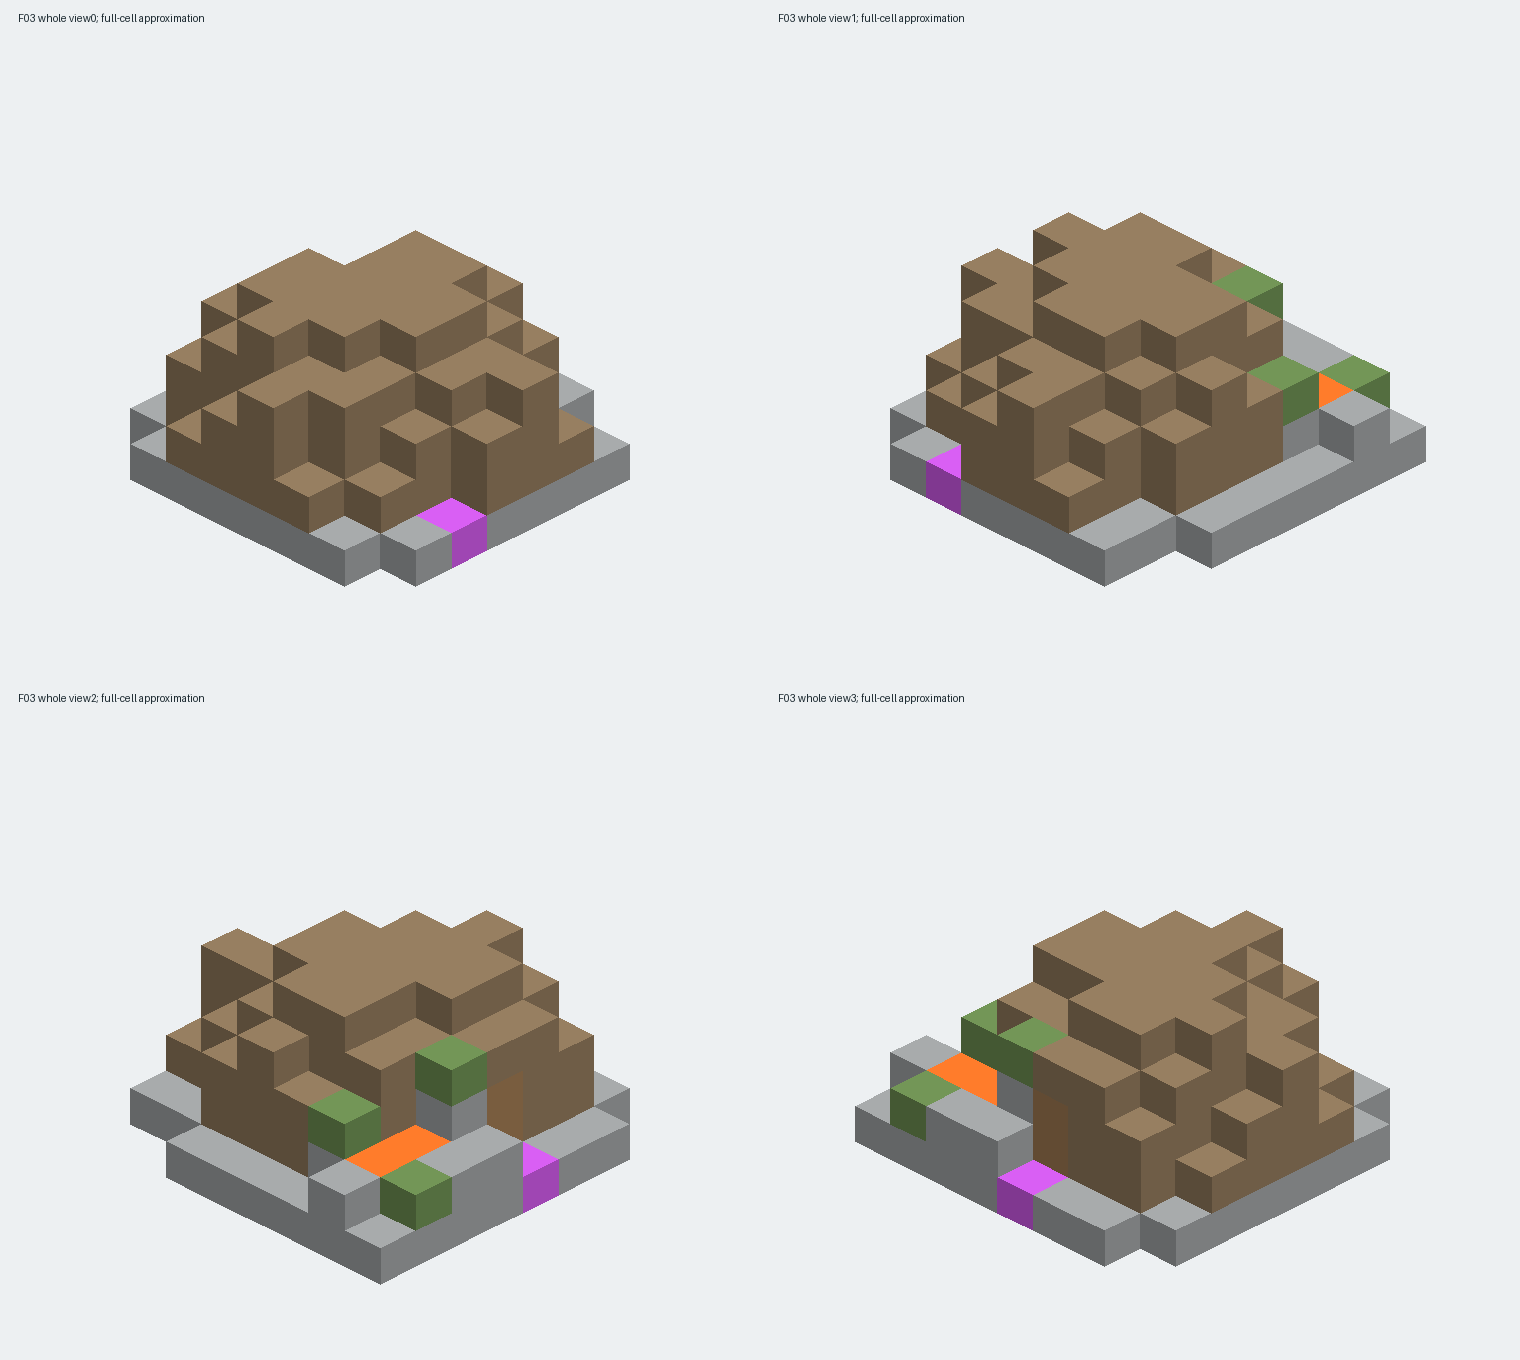 F03 whole view0; full-cell approximation
F03 whole view1; full-cell approximation
F03 whole view2; full-cell approximation
F03 whole view3; full-cell approximation